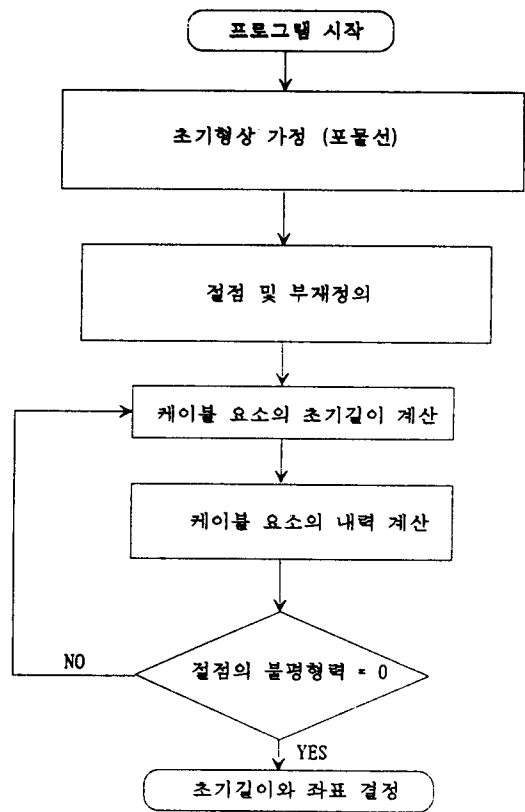 프로그램 시작
초기형상 가정 (포물선)
절점 및 부재정의
케이블 요소의 초기길이 계산
케이블 요소의 내력 계산
절점의 불평형력 = 0
NO
YES
초기길이와 좌표 결정